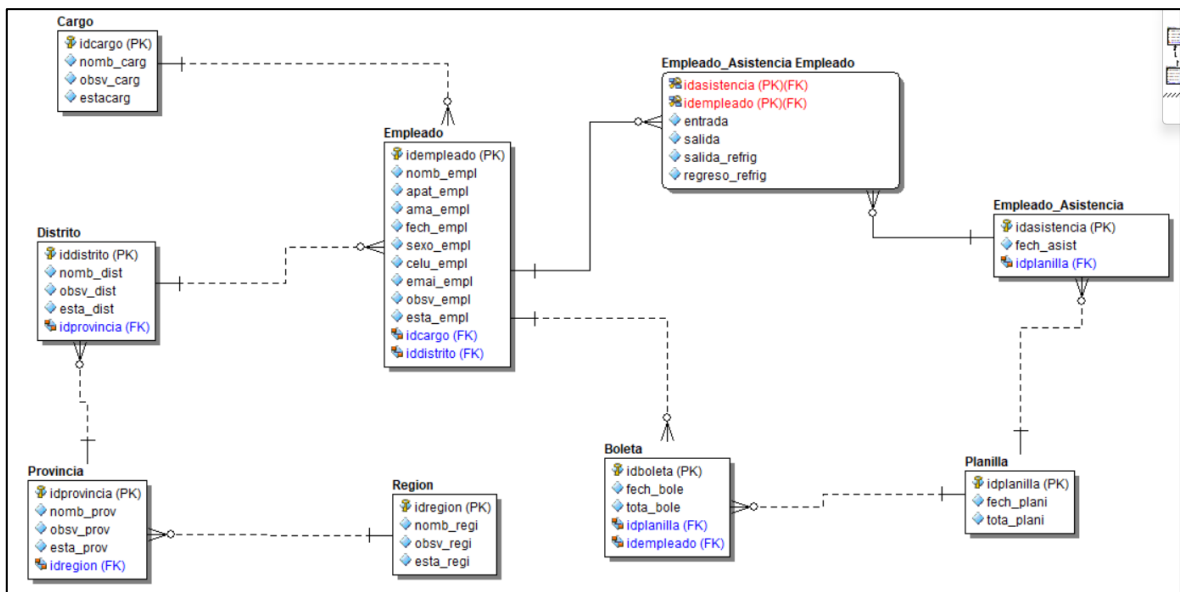 Cargo
idcargo (PK)
nomb_carg
obsv_carg
estacarg
Empleado
idempleado (PK)
nomb_empl
apat_empl
ama_empl
fech_empl
sexo_empl
celu_empl
emai_empl
obsv_empl
esta_empl
idcargo (FK)
iddistrito (FK)
Empleado_Asistencia Empleado
idasistencia (PK)(FK)
idempleado (PK)(FK)
entrada
salida
salida_refrig
regreso_refrig
Empleado_Asistencia
idasistencia (PK)
fech_asist
idplanilla (FK)
Distrito
iddistrito (PK)
nomb_dist
obsv_dist
esta_dist
idprovincia (FK)
Provincia
idprovincia (PK)
nomb_prov
obsv_prov
esta_prov
idregion (FK)
Region
idregion (PK)
nomb_regi
obsv_regi
esta_regi
Boleta
idboleta (PK)
fech_bole
tota_bole
idplanilla (FK)
idempleado (FK)
Planilla
idplanilla (PK)
fech_plani
tota_plani